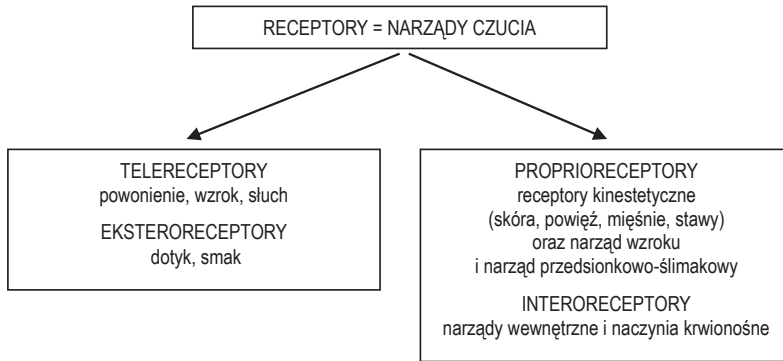 RECEPTORY = NARZĄDY CZUCIA
TELERECEPTORY
powonienie, wzrok, słuch
EKSTERORECEPTORY
dotyk, smak
PROPRIORECEPTORY
receptory kinestetyczne
(skóra, powięź, mięśnie, stawy)
oraz narząd wzroku
i narząd przedsionkowo-ślimakowy
INTERORECEPTORY
narządy wewnętrzne i naczynia krwionośne